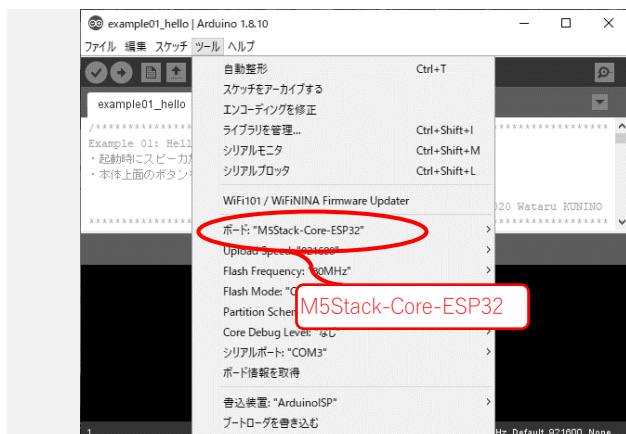 example01_hello | Arduino 1.8.10
ファイル 編集 スケッチ ツール ヘルプ
example01_hello
自動整形 Ctrl+T
スケッチをアーカイブする
エンコーディングを修正
ライブラリを管理... Ctrl+Shift+I
シリアルモニタ Ctrl+Shift+M
シリアルプロッタ Ctrl+Shift+L
WiFi101 / WiFiNINA Firmware Updater
ボード: "M5Stack-Core-ESP32"
Upload Speed: "921600"
Flash Frequency: "80MHz"
Flash Mode:
M5Stack-Core-ESP32
Partition
Core Debug Level: "なし"
シリアルポート: "COM3"
ボード情報を取得
書込装置: "ArduinoISP"
ブートローダを書き込む
/****************
Example 01: Hell
・起動時にスピーカ
・本体上面のボタン
020 Wataru KUNINO
1
Hz, Default, 921600, None